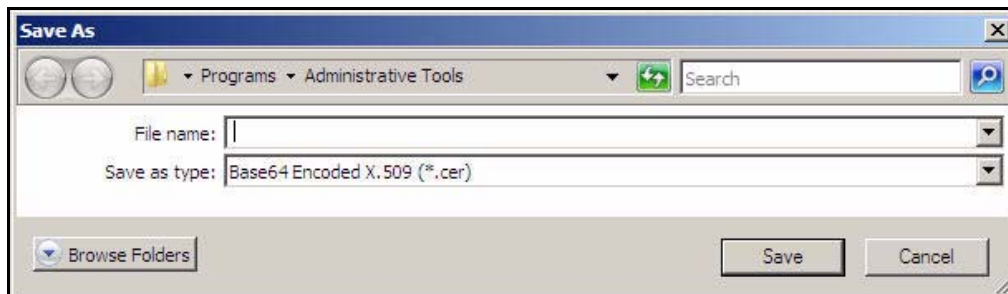 Save As
Programs Administrative Tools Search
File name:
Save as type: Base64 Encoded X.509 (*.cer)
Browse Folders Save Cancel